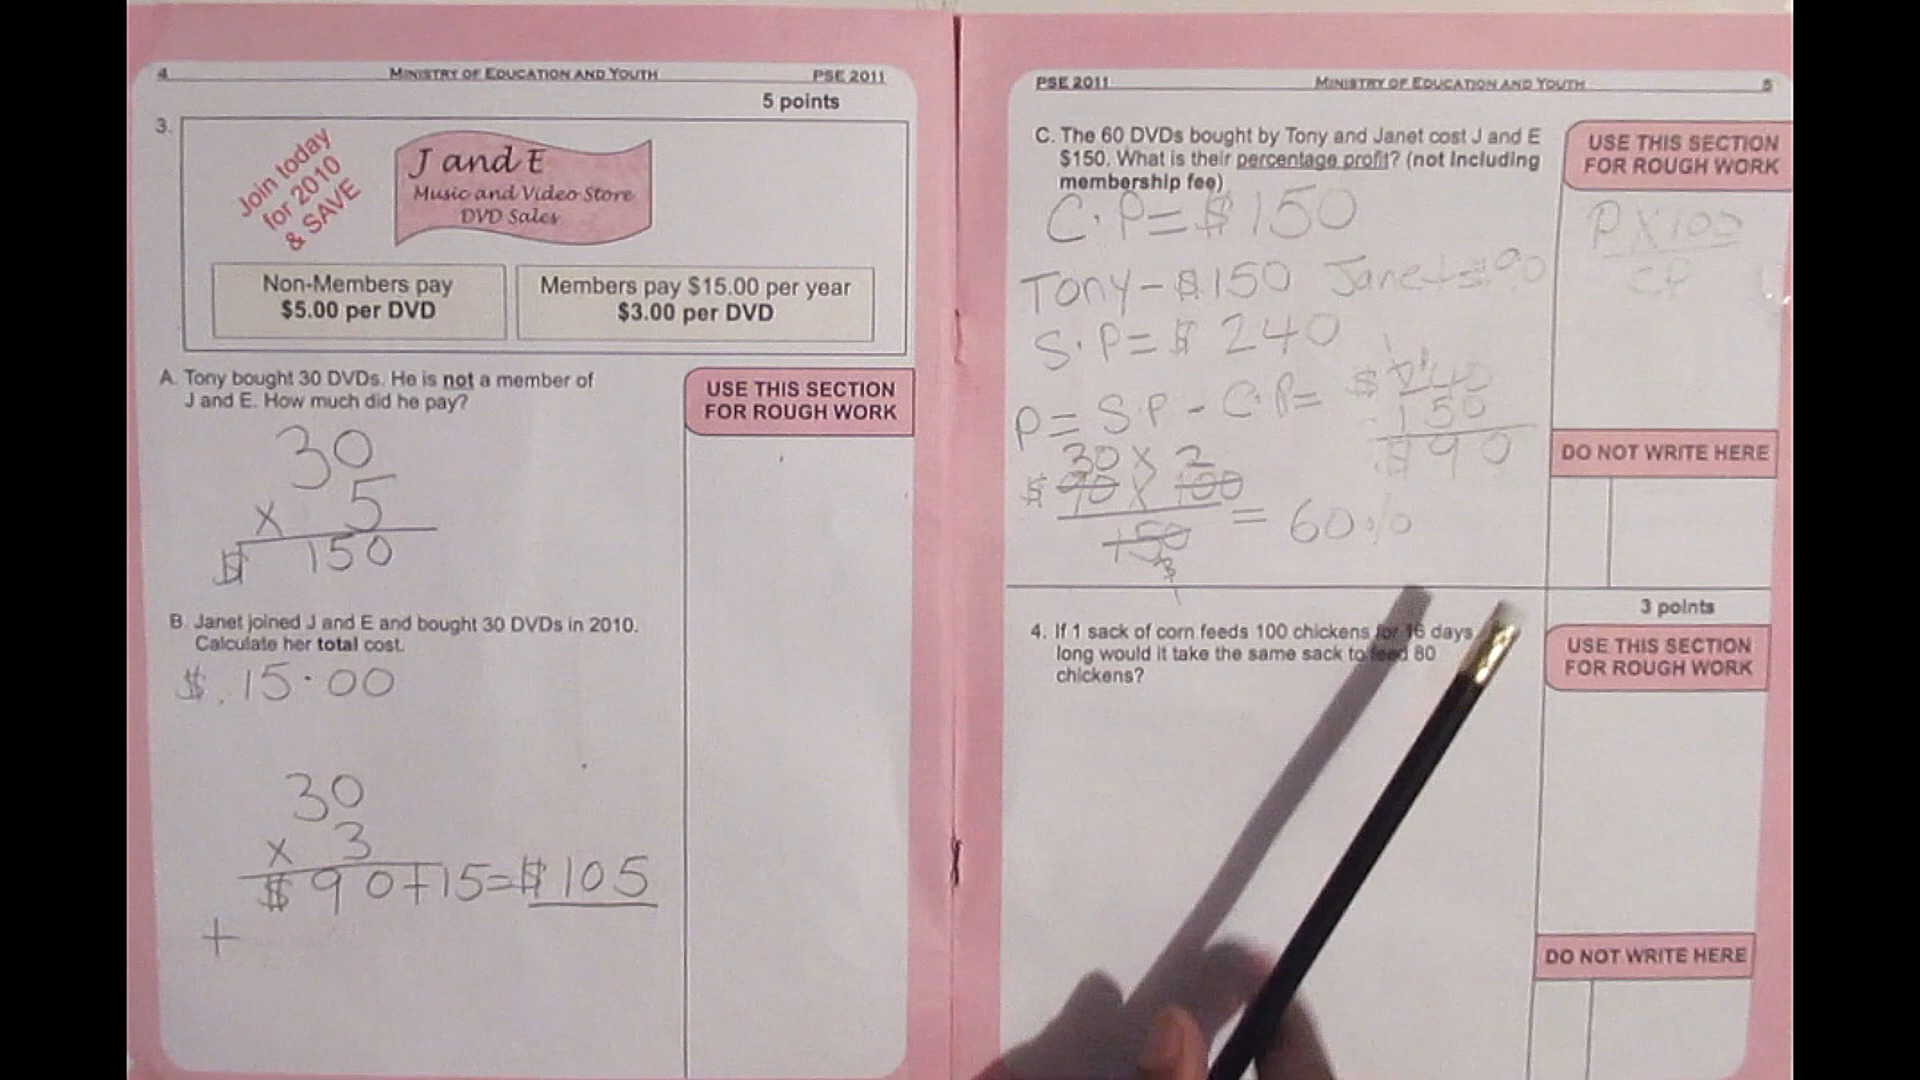 4 MINISTRY OF EDUCATION AND YOUTH PSE 2011
5 points
3.
Join today
for 2010
& SAVE
J and E
Music and Video Store
DVD Sales
Non-Members pay
$5.00 per DVD
Members pay $15.00 per year
$3.00 per DVD
A. Tony bought 30 DVDs. He is not a member of
J and E. How much did he pay?
USE THIS SECTION
FOR ROUGH WORK
30
x 5
$ 150
B. Janet joined J and E and bought 30 DVDs in 2010.
Calculate her total cost.
$ 15.00
30
x 3
$ 90+15=$105
+
PSE 2011 MINISTRY OF EDUCATION AND YOUTH 5
C. The 60 DVDs bought by Tony and Janet cost J and E
$150. What is their percentage profit? (not including
membership fee)
USE THIS SECTION
FOR ROUGH WORK
C.P=$150
P x 100
CP
Tony-$150 Janet=90
S.P=$ 240
P= S.P - C.P= $ 240
- 150
$ 90
30 x 2
$ 90 x 100
150
= 60%
DO NOT WRITE HERE
3 points
4. If 1 sack of corn feeds 100 chickens for 16 days
long would it take the same sack to feed 80
chickens?
USE THIS SECTION
FOR ROUGH WORK
DO NOT WRITE HERE